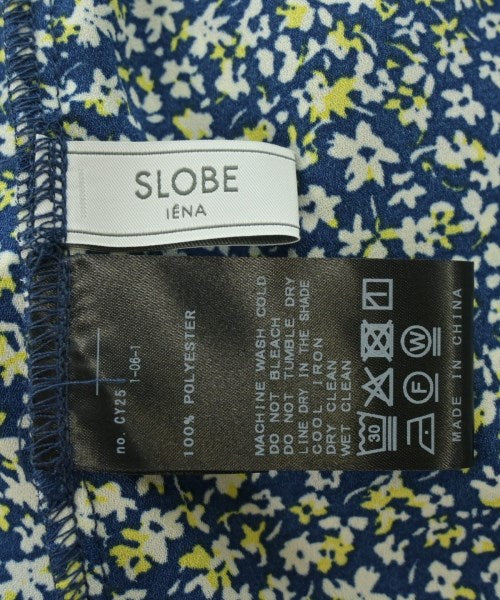 SLOBE
IÉNA
no. CY25 1-06-1
100% POLYESTER
MACHINE WASH COLD
DO NOT BLEACH
DO NOT TUMBLE DRY
LINE DRY IN THE SHADE
COOL IRON
DRY CLEAN
WET CLEAN
30
F
W
MADE IN CHINA